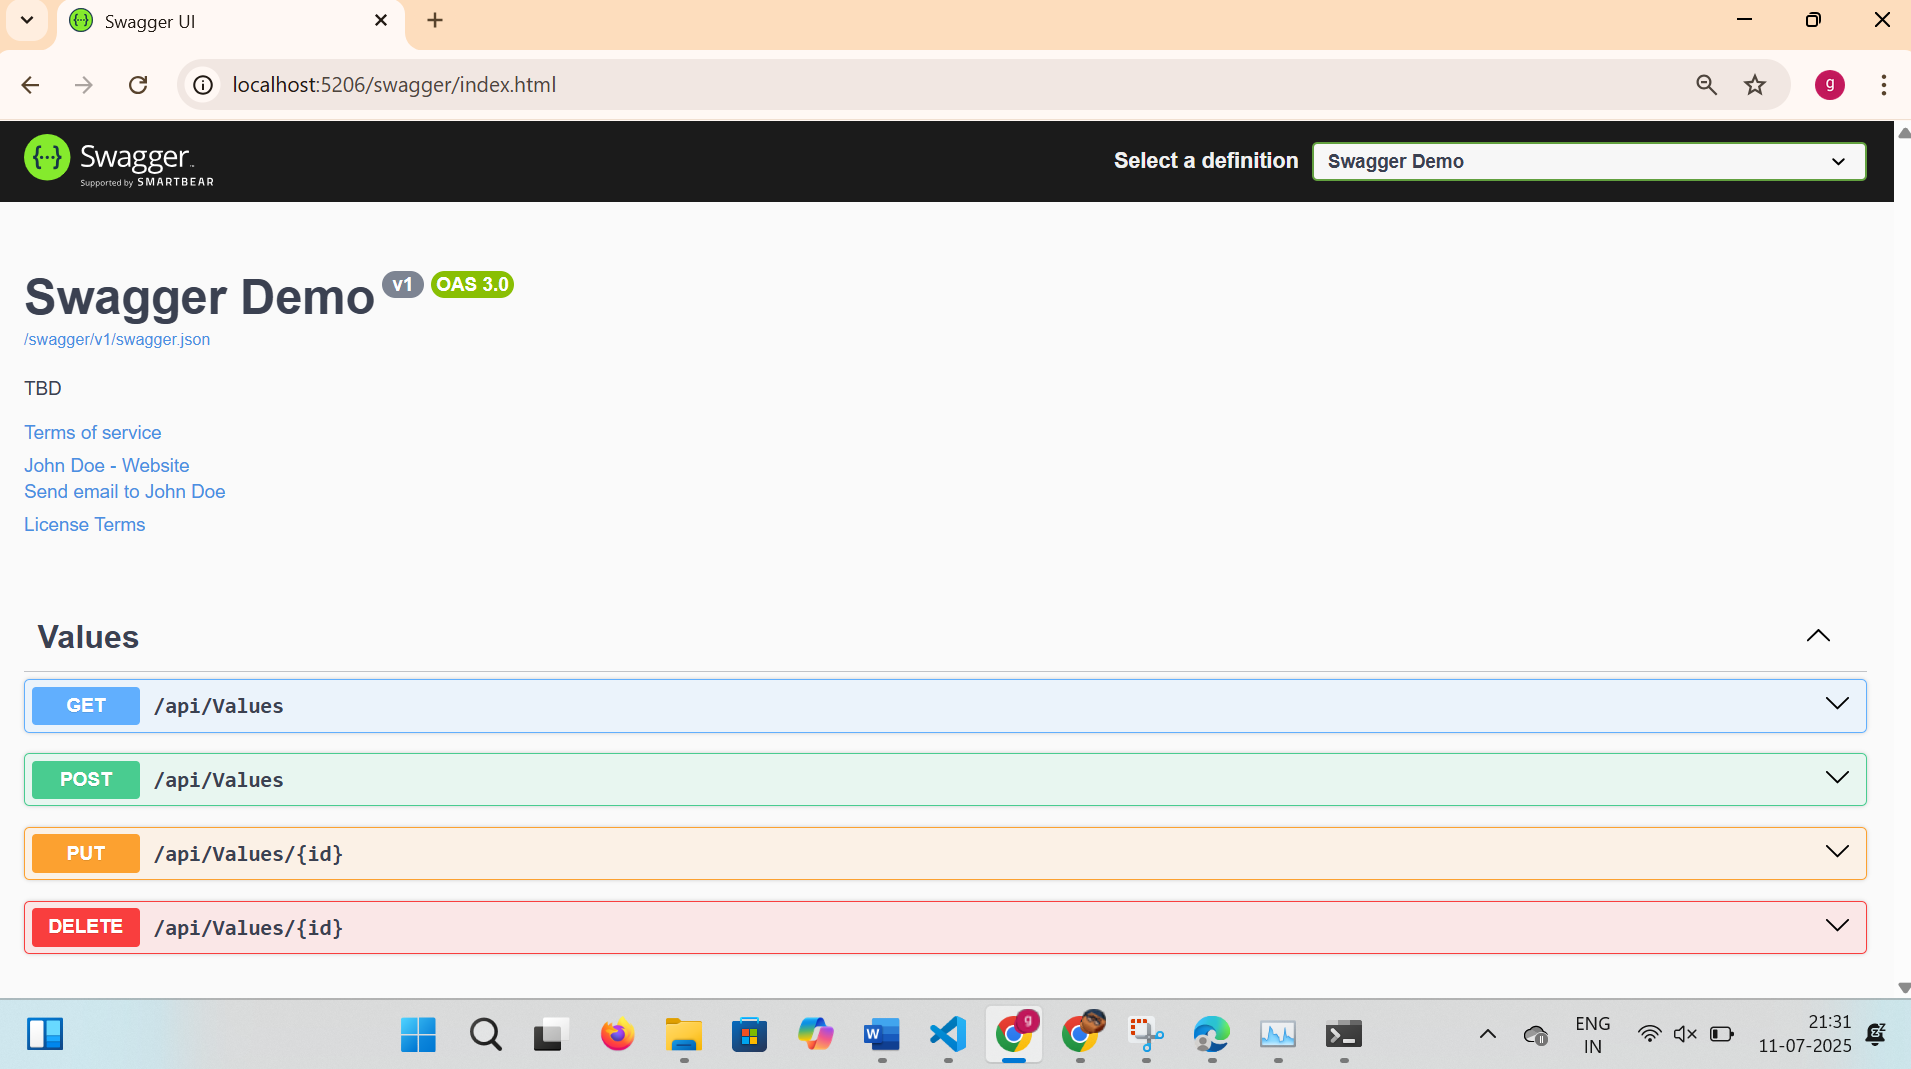 Swagger UI
localhost:5206/swagger/index.html
g
Swagger
Supported by SMARTBEAR
Select a definition
Swagger Demo
Swagger Demo v1 OAS 3.0
/swagger/v1/swagger.json
TBD
Terms of service
John Doe - Website
Send email to John Doe
License Terms
Values
GET /api/Values
POST /api/Values
PUT /api/Values/{id}
DELETE /api/Values/{id}
W
g
ENG
IN
21:31
11-07-2025